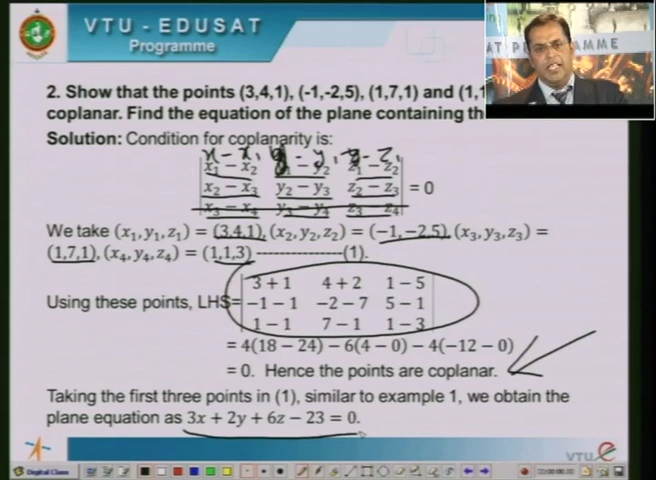 VTU - EDUSAT
Programme
2. Show that the points (3,4,1), (-1,-2,5), (1,7,1) and (1,1
coplanar. Find the equation of the plane containing th
Solution: Condition for coplanarity is:
x₁ − x₂ y₁ − y₂ z₁ − z₂
x₂ − x₃ y₂ − y₃ z₂ − z₃ = 0
x₃ − x₄ y₃ − y₄ z₃ − z₄
We take (x₁, y₁, z₁) = (3,4,1), (x₂, y₂, z₂) = (−1, −2,5), (x₃, y₃, z₃) =
(1,7,1), (x₄, y₄, z₄) = (1,1,3) ------------------(1).
3 + 1 4 + 2 1 − 5
Using these points, LHS= −1 − 1 −2 − 7 5 − 1
1 − 1 7 − 1 1 − 3
= 4(18 − 24) − 6(4 − 0) − 4(−12 − 0)
= 0. Hence the points are coplanar.
Taking the first three points in (1), similar to example 1, we obtain the
plane equation as 3x + 2y + 6z − 23 = 0.
VTU e
Digital Class